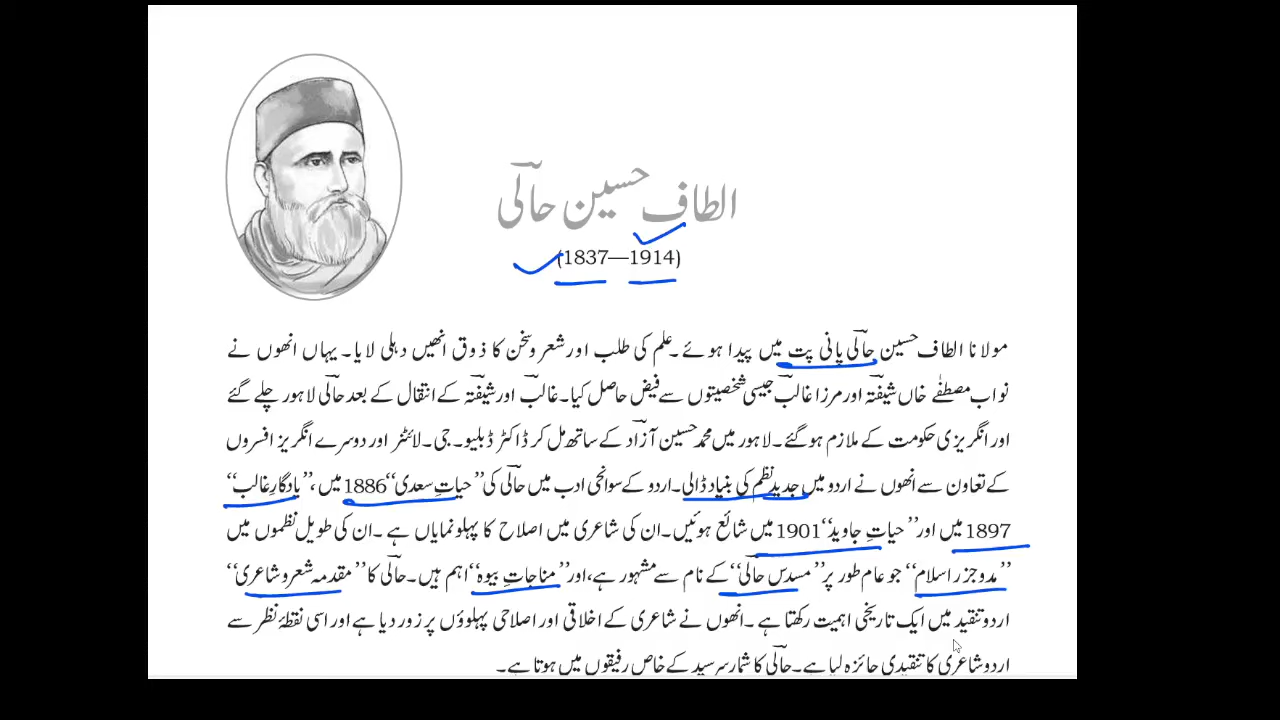 الطاف حسین حالی
(1837—1914)
مولانا الطاف حسین حالی پانی پت میں پیدا ہوئے۔ علم کی طلب اور شعر و سخن کا ذوق انھیں دہلی لایا۔ یہاں انھوں نے
نواب مصطفےٰ خاں شیفتہ اور مرزا غالب جیسی شخصیتوں سے فیض حاصل کیا۔ غالب اور شیفتہ کے انتقال کے بعد حالی لاہور چلے گئے
اور انگریزی حکومت کے ملازم ہوگئے۔ لاہور میں محمد حسین آزاد کے ساتھ مل کر ڈاکٹر ڈبلیو۔ جی۔ لائٹنر اور دوسرے انگریز افسروں
کے تعاون سے انھوں نے اردو میں جدید نظم کی بنیاد ڈالی۔ اردو کے سوانحی ادب میں حالی کی ’’حیاتِ سعدی‘‘ 1886 میں، ’’یادگارِ غالب‘‘
1897 میں اور ’’حیاتِ جاوید‘‘ 1901 میں شائع ہوئیں۔ ان کی شاعری میں اصلاح کا پہلو نمایاں ہے۔ ان کی طویل نظموں میں
’’مدوجزر اسلام‘‘ جو عام طور پر ’’مسدس حالی‘‘ کے نام سے مشہور ہے، اور ’’مناجاتِ بیوہ‘‘ اہم ہیں۔ حالی کا ’’مقدمہ شعر و شاعری‘‘
اردو تنقید میں ایک تاریخی اہمیت رکھتا ہے۔ انھوں نے شاعری کے اخلاقی اور اصلاحی پہلوؤں پر زور دیا ہے اور اسی نقطۂ نظر سے
اردو شاعری کا تنقیدی جائزہ لیا ہے۔ حالی کا شمار سرسید کے خاص رفیقوں میں ہوتا ہے۔